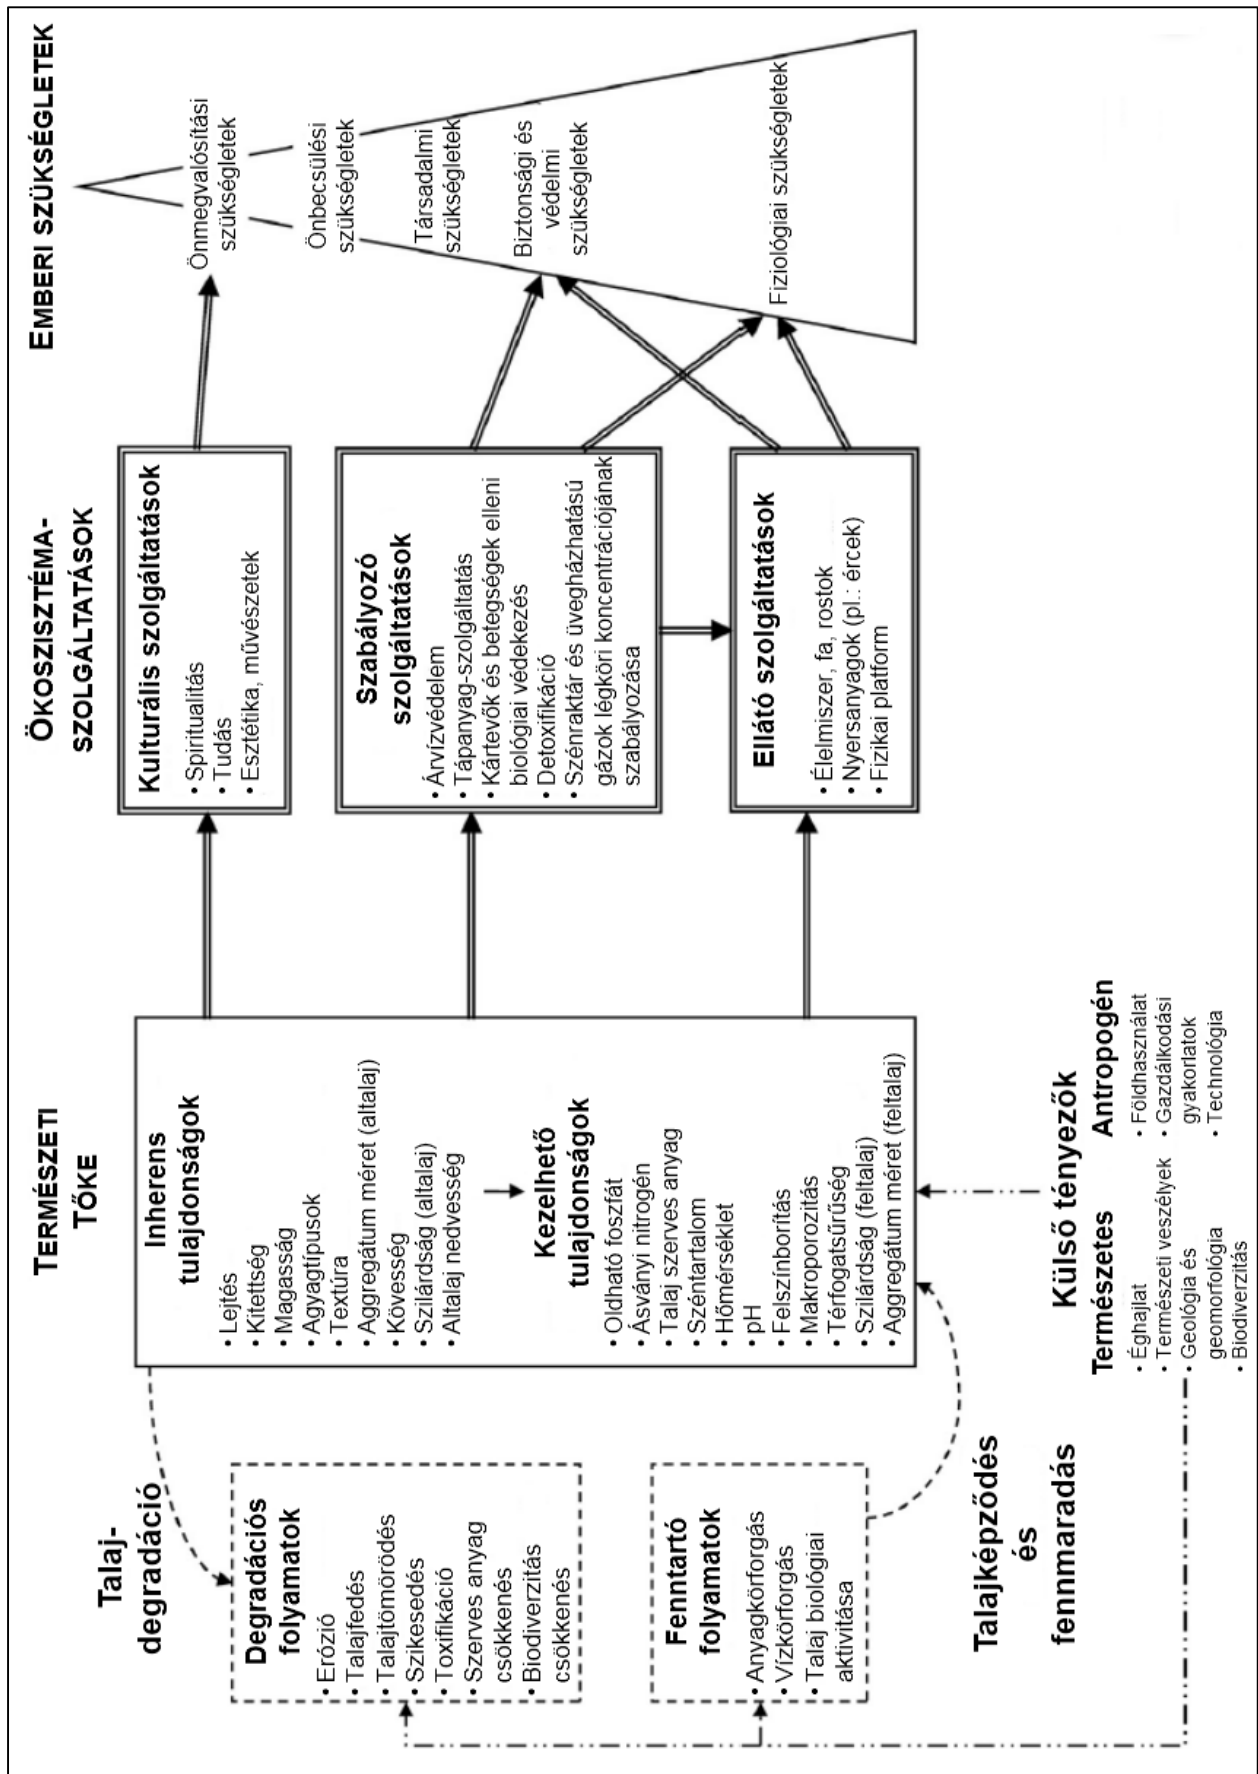 TERMÉSZETI
TŐKE
ÖKOSZISZTÉMA-
SZOLGÁLTATÁSOK
EMBERI SZÜKSÉGLETEK
Talaj-
degradáció
Degradációs
folyamatok
• Erózió
• Talajfedés
• Talajtömörödés
• Szikesedés
• Toxifikáció
• Szerves anyag
csökkenés
• Biodiverzitás
csökkenés
Fenntartó
folyamatok
• Anyagkörforgás
• Vízkörforgás
• Talaj biológiai
aktivitása
Talajképződés
és
fennmaradás
Inherens
tulajdonságok
• Lejtés
• Kitettség
• Magasság
• Agyagtípusok
• Textúra
• Aggregátum méret (altalaj)
• Kövesség
• Szilárdság (altalaj)
• Altalaj nedvesség
Kezelhető
tulajdonságok
• Oldható foszfát
• Ásványi nitrogén
• Talaj szerves anyag
• Széntartalom
• Hőmérséklet
• pH
• Felszínborítás
• Makroporozitás
• Térfogatsűrűség
• Szilárdság (feltalaj)
• Aggregátum méret (feltalaj)
Külső tényezők
Természetes
• Éghajlat
• Természeti veszélyek
• Geológia és
geomorfológia
• Biodiverzitás
Antropogén
• Földhasználat
• Gazdálkodási
gyakorlatok
• Technológia
Kulturális szolgáltatások
• Spiritualitás
• Tudás
• Esztétika, művészetek
Szabályozó
szolgáltatások
• Árvízvédelem
• Tápanyag-szolgáltatás
• Kártevők és betegségek elleni
biológiai védekezés
• Detoxifikáció
• Szénraktár és üvegházhatású
gázok légköri koncentrációjának
szabályozása
Ellátó szolgáltatások
• Élelmiszer, fa, rostok
• Nyersanyagok (pl.: ércek)
• Fizikai platform
Önmegvalósítási
szükségletek
Önbecsülési
szükségletek
Társadalmi
szükségletek
Biztonsági és
védelmi
szükségletek
Fiziológiai szükségletek